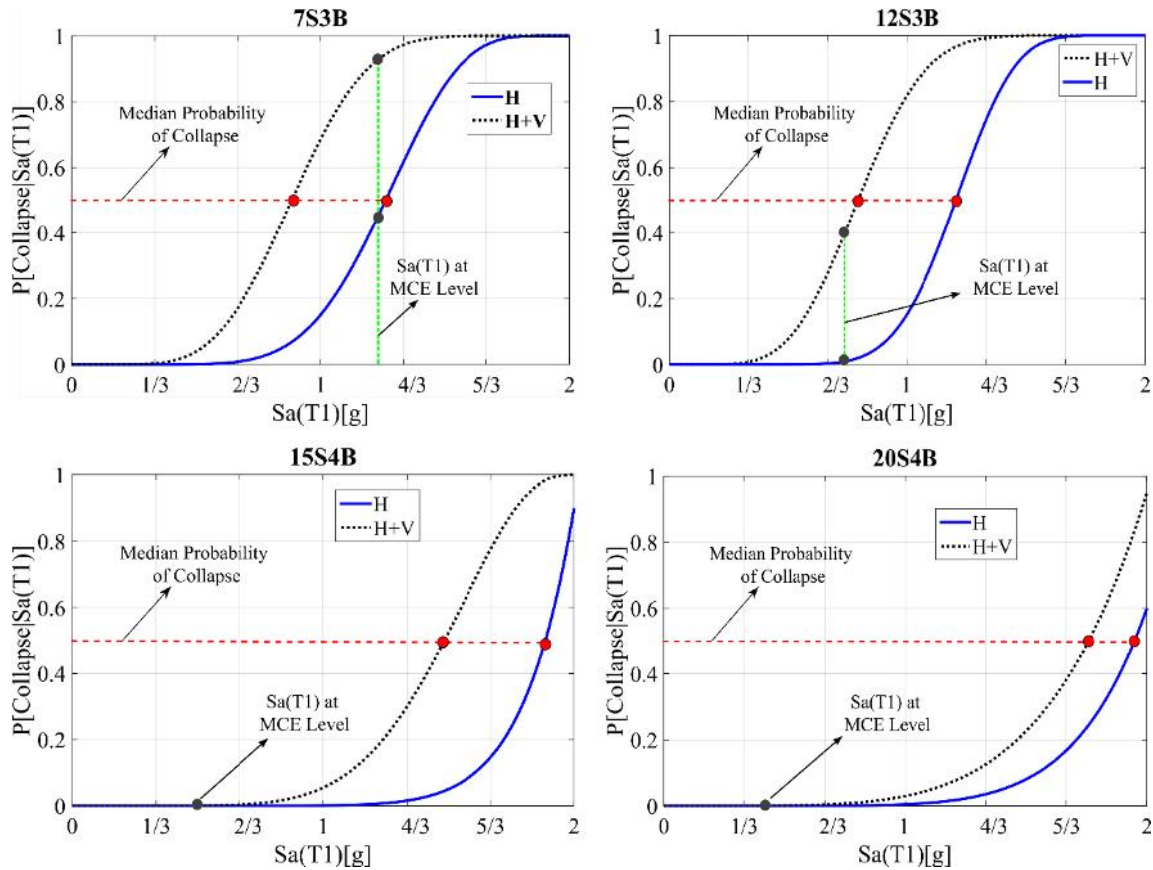 7S3B
P[Collapse|Sa(T1)]
1
0.8
0.6
0.4
0.2
0
Median Probability
of Collapse
H
H+V
Sa(T1) at
MCE Level
0 1/3 2/3 1 4/3 5/3 2
Sa(T1)[g]
12S3B
P[Collapse|Sa(T1)]
1
0.8
0.6
0.4
0.2
0
Median Probability
of Collapse
H+V
H
Sa(T1) at
MCE Level
0 1/3 2/3 1 4/3 5/3 2
Sa(T1)[g]
15S4B
P[Collapse|Sa(T1)]
1
0.8
0.6
0.4
0.2
0
H
H+V
Median Probability
of Collapse
Sa(T1) at
MCE Level
0 1/3 2/3 1 4/3 5/3 2
Sa(T1)[g]
20S4B
P[Collapse|Sa(T1)]
1
0.8
0.6
0.4
0.2
0
H
H+V
Median Probability
of Collapse
Sa(T1) at
MCE Level
0 1/3 2/3 1 4/3 5/3 2
Sa(T1)[g]